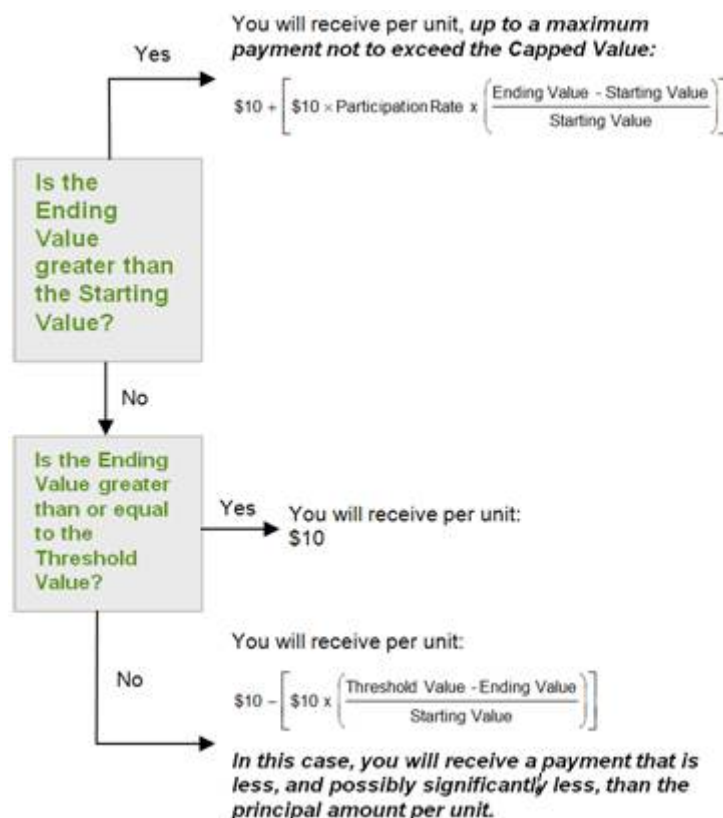 You will receive per unit, up to a maximum
payment not to exceed the Capped Value:
Yes
$10 + [ $10 × Participation Rate x ( Ending Value - Starting Value / Starting Value ) ]
Is the
Ending
Value
greater than
the Starting
Value?
No
Is the Ending
Value greater
than or equal
to the
Threshold
Value?
Yes
You will receive per unit:
$10
You will receive per unit:
No
$10 – [ $10 x ( Threshold Value - Ending Value / Starting Value ) ]
In this case, you will receive a payment that is
less, and possibly significantly less, than the
principal amount per unit.